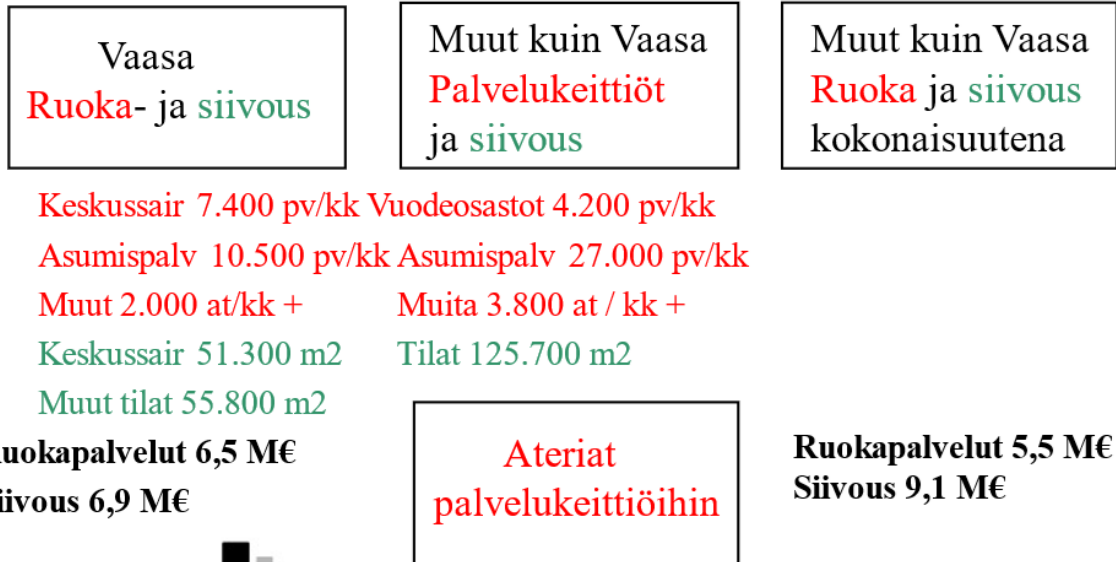 Vaasa
Ruoka- ja siivous
Muut kuin Vaasa
Palvelukeittiöt
ja siivous
Muut kuin Vaasa
Ruoka ja siivous
kokonaisuutena
Keskussair 7.400 pv/kk
Asumispalv 10.500 pv/kk
Muut 2.000 at/kk +
Keskussair 51.300 m2
Muut tilat 55.800 m2
Vuodeosastot 4.200 pv/kk
Asumispalv 27.000 pv/kk
Muita 3.800 at / kk +
Tilat 125.700 m2
uokapalvelut 6,5 M€
iivous 6,9 M€
Ateriat
palvelukeittiöihin
Ruokapalvelut 5,5 M€
Siivous 9,1 M€